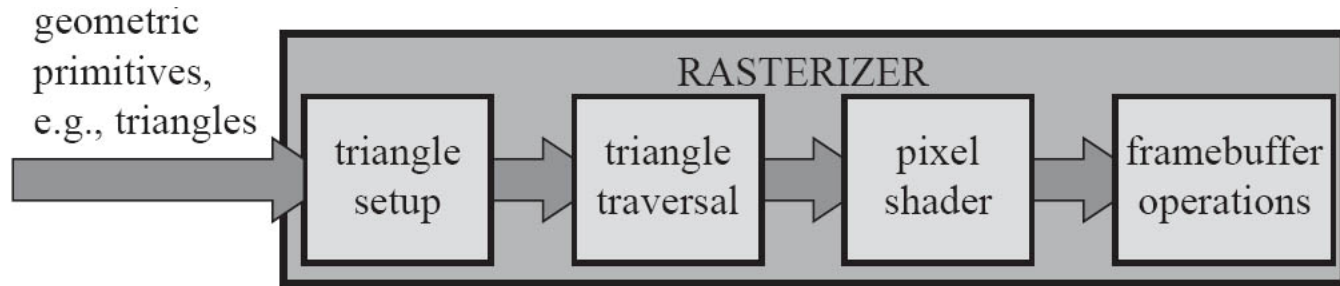 geometric
primitives,
e.g., triangles
RASTERIZER
triangle
setup
triangle
traversal
pixel
shader
framebuffer
operations